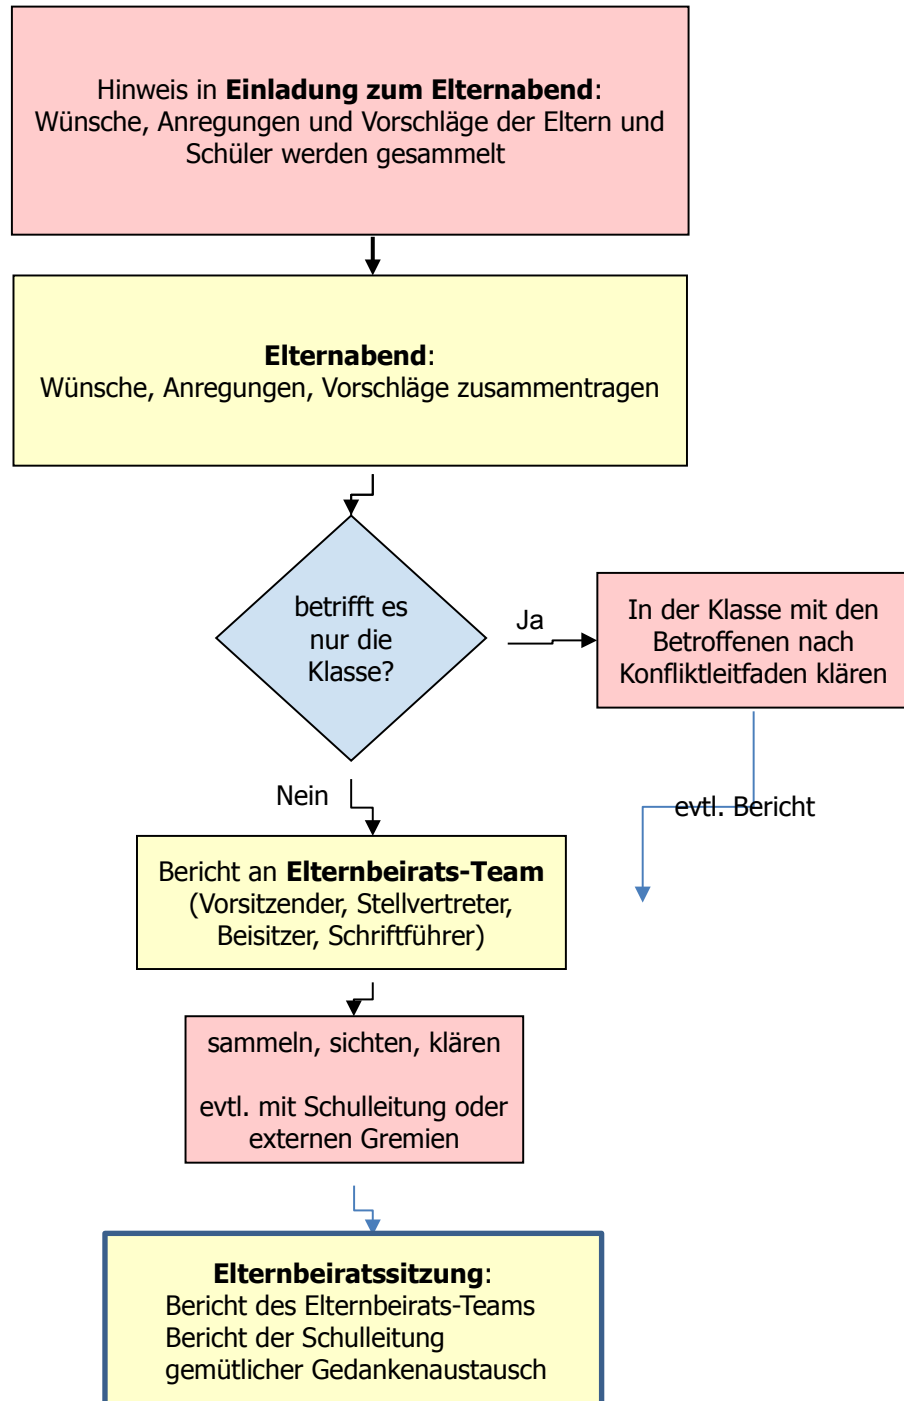 Hinweis in Einladung zum Elternabend:
Wünsche, Anregungen und Vorschläge der Eltern und
Schüler werden gesammelt
Elternabend:
Wünsche, Anregungen, Vorschläge zusammentragen
betrifft es
nur die
Klasse?
Ja
In der Klasse mit den
Betroffenen nach
Konfliktleitfaden klären
Nein
evtl. Bericht
Bericht an Elternbeirats-Team
(Vorsitzender, Stellvertreter,
Beisitzer, Schriftführer)
sammeln, sichten, klären
evtl. mit Schulleitung oder
externen Gremien
Elternbeiratssitzung:
Bericht des Elternbeirats-Teams
Bericht der Schulleitung
gemütlicher Gedankenaustausch